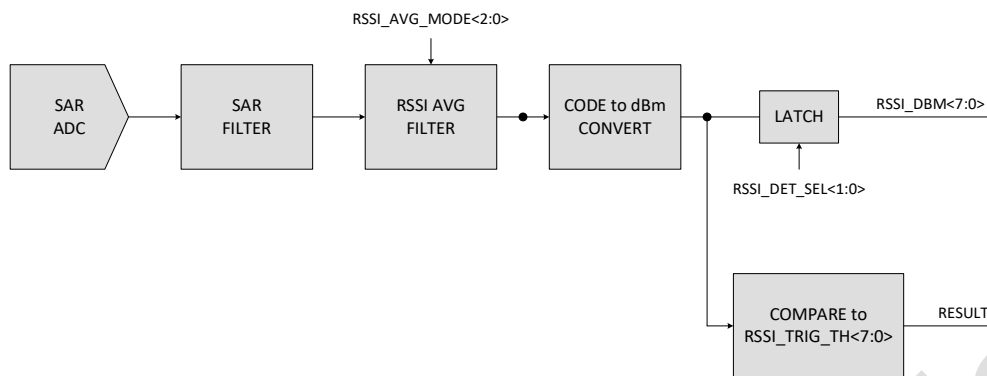 RSSI_AVG_MODE<2:0>
SAR
ADC
SAR
FILTER
RSSI AVG
FILTER
CODE to dBm
CONVERT
LATCH
RSSI_DBM<7:0>
RSSI_DET_SEL<1:0>
COMPARE to
RSSI_TRIG_TH<7:0>
RESULT